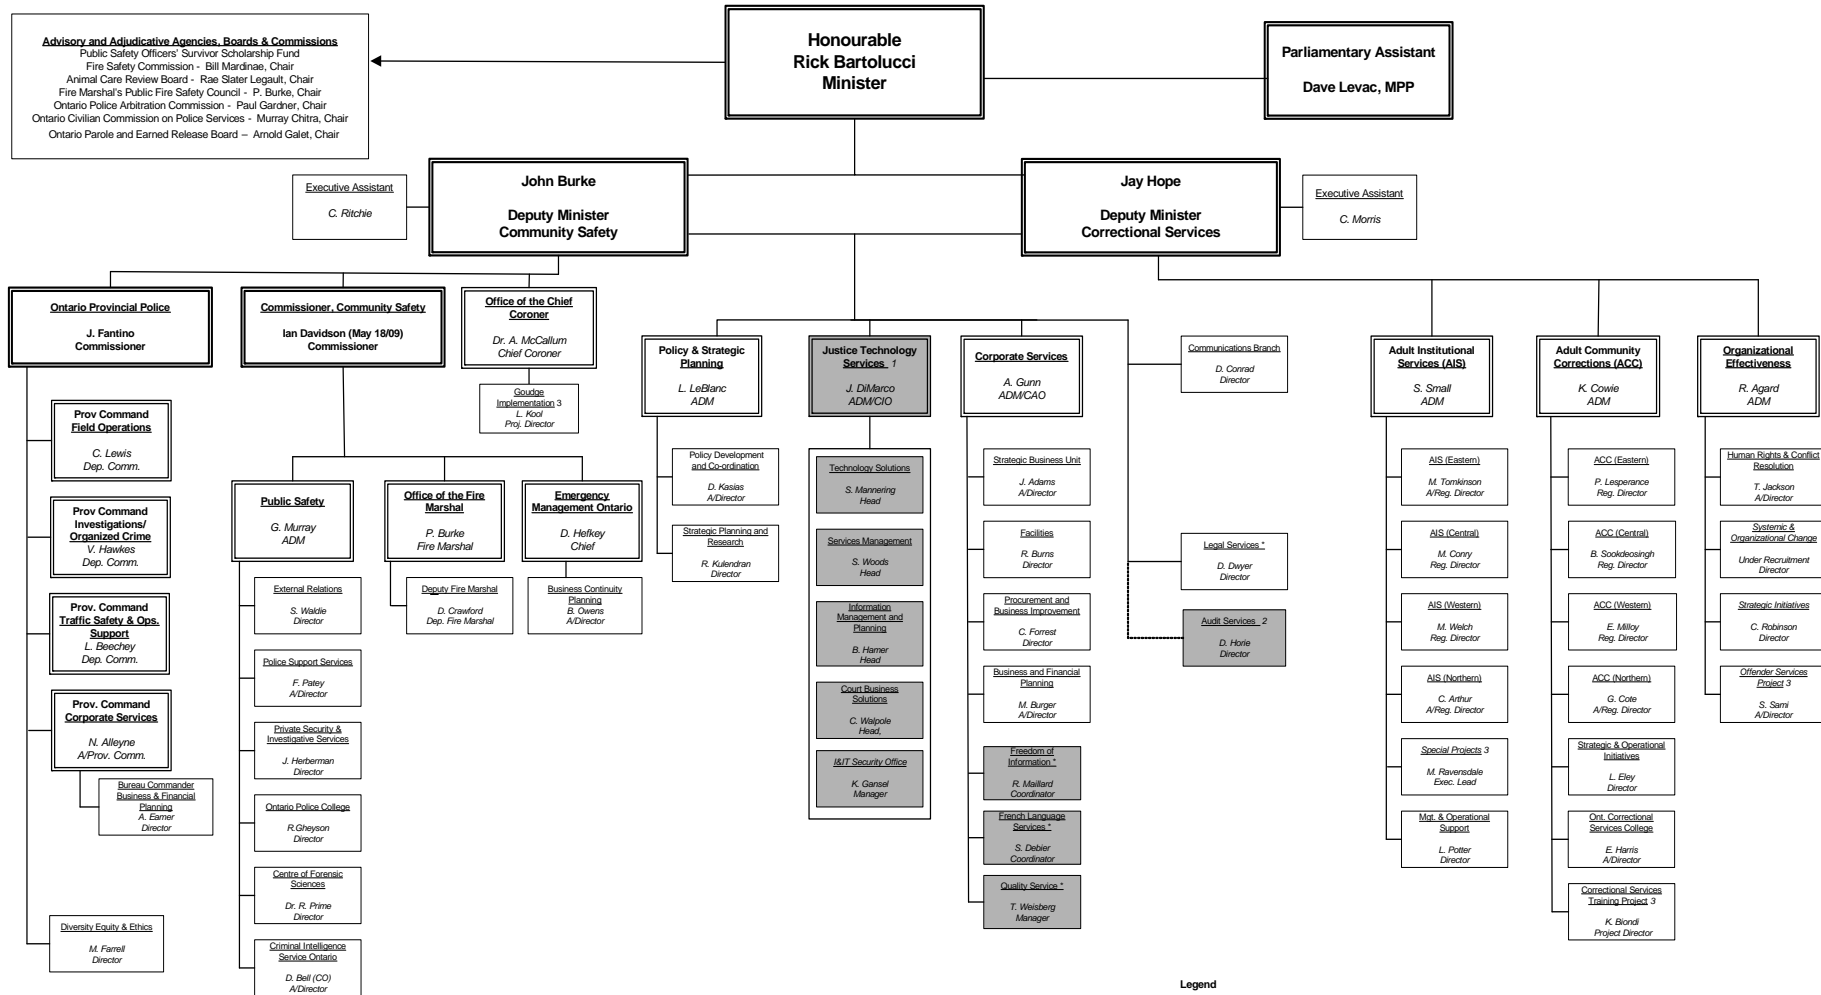 Advisory and Adjudicative Agencies, Boards & Commissions
Public Safety Officers' Survivor Scholarship Fund
Fire Safety Commission - Bill Mardinae, Chair
Animal Care Review Board - Rae Slater Legault, Chair
Fire Marshal's Public Fire Safety Council - P. Burke, Chair
Ontario Police Arbitration Commission - Paul Gardner, Chair
Ontario Civilian Commission on Police Services - Murray Chitra, Chair
Ontario Parole and Earned Release Board – Arnold Galet, Chair
Honourable
Rick Bartolucci
Minister
Parliamentary Assistant
Dave Levac, MPP
Executive Assistant
C. Ritchie
John Burke
Deputy Minister
Community Safety
Jay Hope
Deputy Minister
Correctional Services
Executive Assistant
C. Morris
Ontario Provincial Police
J. Fantino
Commissioner
Commissioner, Community Safety
Ian Davidson (May 18/09)
Commissioner
Office of the Chief
Coroner
Dr. A. McCallum
Chief Coroner
Goudge
Implementation 3
L. Kool
Proj. Director
Prov Command
Field Operations
C. Lewis
Dep. Comm.
Prov Command
Investigations/
Organized Crime
V. Hawkes
Dep. Comm.
Prov. Command
Traffic Safety & Ops.
Support
L. Beechey
Dep. Comm.
Prov. Command
Corporate Services
N. Alleyne
A/Prov. Comm.
Bureau Commander
Business & Financial
Planning
A. Eamer
Director
Diversity Equity & Ethics
M. Farrell
Director
Public Safety
G. Murray
ADM
External Relations
S. Waldie
Director
Police Support Services
F. Patey
A/Director
Private Security &
Investigative Services
J. Herberman
Director
Ontario Police College
R.Gheyson
Director
Centre of Forensic
Sciences
Dr. R. Prime
Director
Criminal Intelligence
Service Ontario
D. Bell (CO)
A/Director
Office of the Fire
Marshal
P. Burke
Fire Marshal
Deputy Fire Marshal
D. Crawford
Dep. Fire Marshal
Emergency
Management Ontario
D. Hefkey
Chief
Business Continuity
Planning
B. Owens
A/Director
Policy & Strategic
Planning
L. LeBlanc
ADM
Policy Development
and Co-ordination
D. Kasias
A/Director
Strategic Planning and
Research
R. Kulendran
Director
Justice Technology
Services 1
J. DiMarco
ADM/CIO
Technology Solutions
S. Mannering
Head
Services Management
S. Woods
Head
Information
Management and
Planning
B. Hamer
Head
Court Business
Solutions
C. Walpole
Head,
I&IT Security Office
K. Gansel
Manager
Corporate Services
A. Gunn
ADM/CAO
Strategic Business Unit
J. Adams
A/Director
Facilities
R. Burns
Director
Procurement and
Business Improvement
C. Forrest
Director
Business and Financial
Planning
M. Burger
A/Director
Freedom of
Information *
R. Maillard
Coordinator
French Language
Services *
S. Debier
Coordinator
Quality Service *
T. Weisberg
Manager
Communications Branch
D. Conrad
Director
Legal Services *
D. Dwyer
Director
Audit Services 2
D. Horie
Director
Adult Institutional
Services (AIS)
S. Small
ADM
AIS (Eastern)
M. Tomkinson
A/Reg. Director
AIS (Central)
M. Conry
Reg. Director
AIS (Western)
M. Welch
Reg. Director
AIS (Northern)
C. Arthur
A/Reg. Director
Special Projects 3
M. Ravensdale
Exec. Lead
Mgt. & Operational
Support
L. Potter
Director
Adult Community
Corrections (ACC)
K. Cowie
ADM
ACC (Eastern)
P. Lesperance
Reg. Director
ACC (Central)
B. Sookdeosingh
Reg. Director
ACC (Western)
E. Milloy
Reg. Director
ACC (Northern)
G. Cote
A/Reg. Director
Strategic & Operational
Initiatives
L. Eley
Director
Ont. Correctional
Services College
E. Harris
A/Director
Correctional Services
Training Project 3
K. Biondi
Project Director
Organizational
Effectiveness
R. Agard
ADM
Human Rights & Conflict
Resolution
T. Jackson
A/Director
Systemic &
Organizational Change
Under Recruitment
Director
Strategic Initiatives
C. Robinson
Director
Offender Services
Project 3
S. Sami
A/Director
Legend